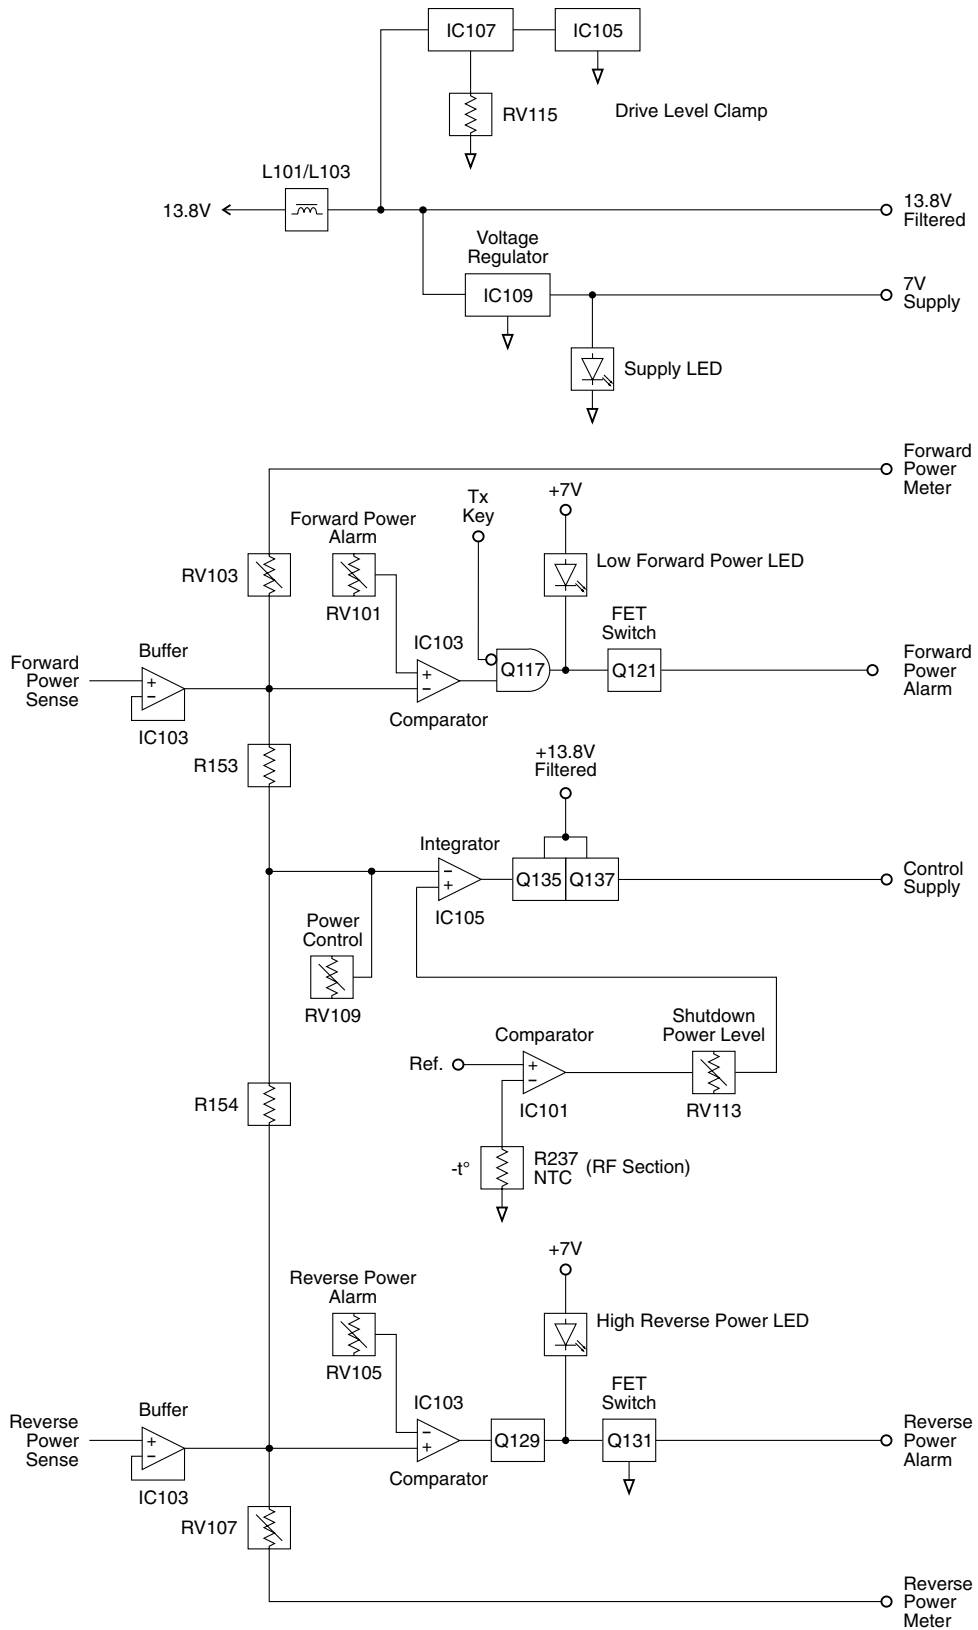 IC107
IC105
RV115
Drive Level Clamp
L101/L103
13.8V
13.8V
Filtered
Voltage
Regulator
IC109
7V
Supply
Supply LED
Forward
Power
Meter
Tx
Key
+7V
Forward Power
Alarm
RV103
RV101
Low Forward Power LED
FET
Switch
Buffer
IC103
Forward
Power
Sense
Q117
Q121
Forward
Power
Alarm
Comparator
IC103
R153
+13.8V
Filtered
Integrator
Q135
Q137
Control
Supply
IC105
Power
Control
RV109
Shutdown
Power Level
Comparator
Ref.
IC101
RV113
R154
-t°
R237
NTC
(RF Section)
+7V
Reverse Power
Alarm
High Reverse Power LED
RV105
FET
Switch
IC103
Buffer
Reverse
Power
Sense
Q129
Q131
Reverse
Power
Alarm
Comparator
IC103
RV107
Reverse
Power
Meter
+
−
+
−
−
+
+
−
−
+
+
−